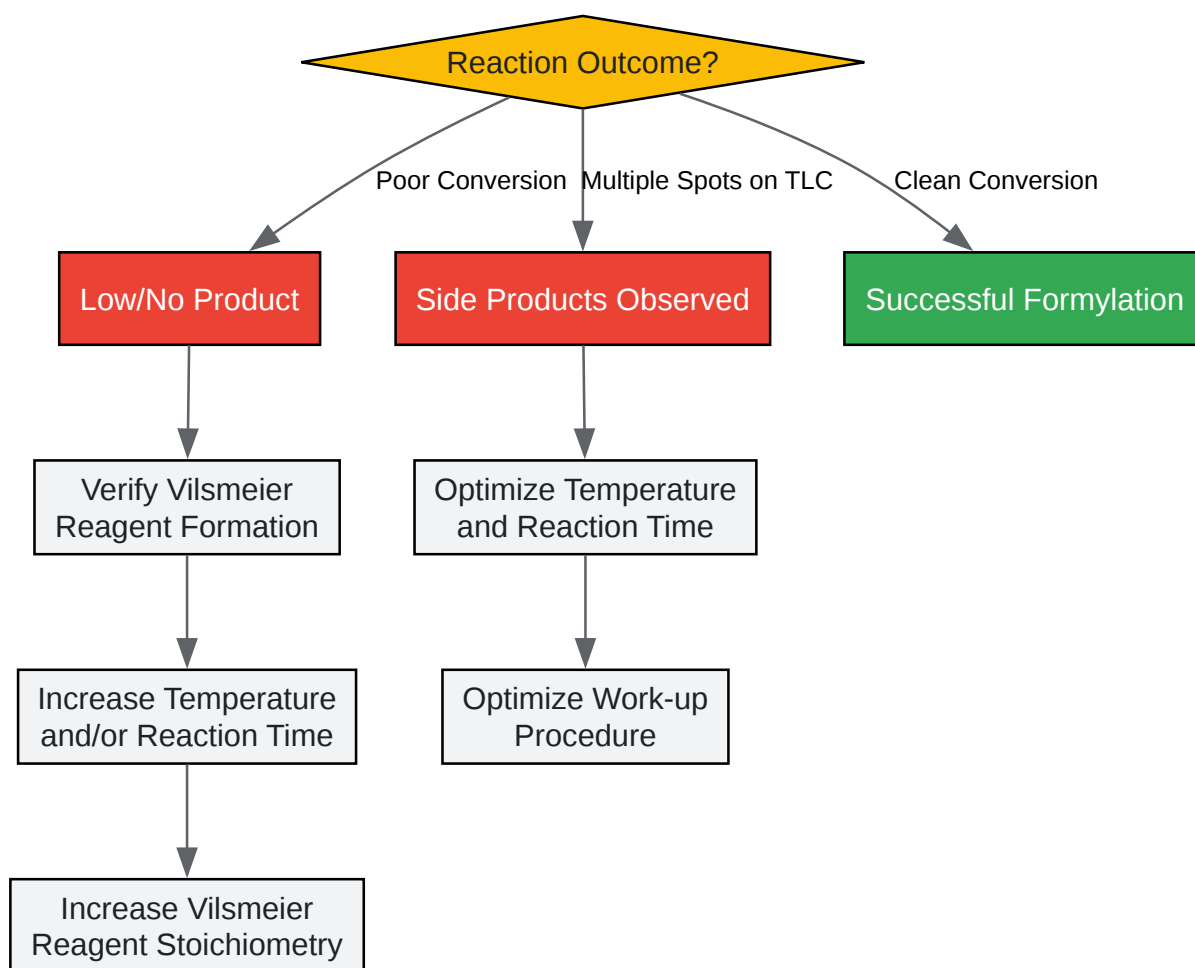 Reaction Outcome?
Poor Conversion
Multiple Spots on TLC
Clean Conversion
Low/No Product
Side Products Observed
Successful Formylation
Verify Vilsmeier
Reagent Formation
Optimize Temperature
and Reaction Time
Increase Temperature
and/or Reaction Time
Optimize Work-up
Procedure
Increase Vilsmeier
Reagent Stoichiometry